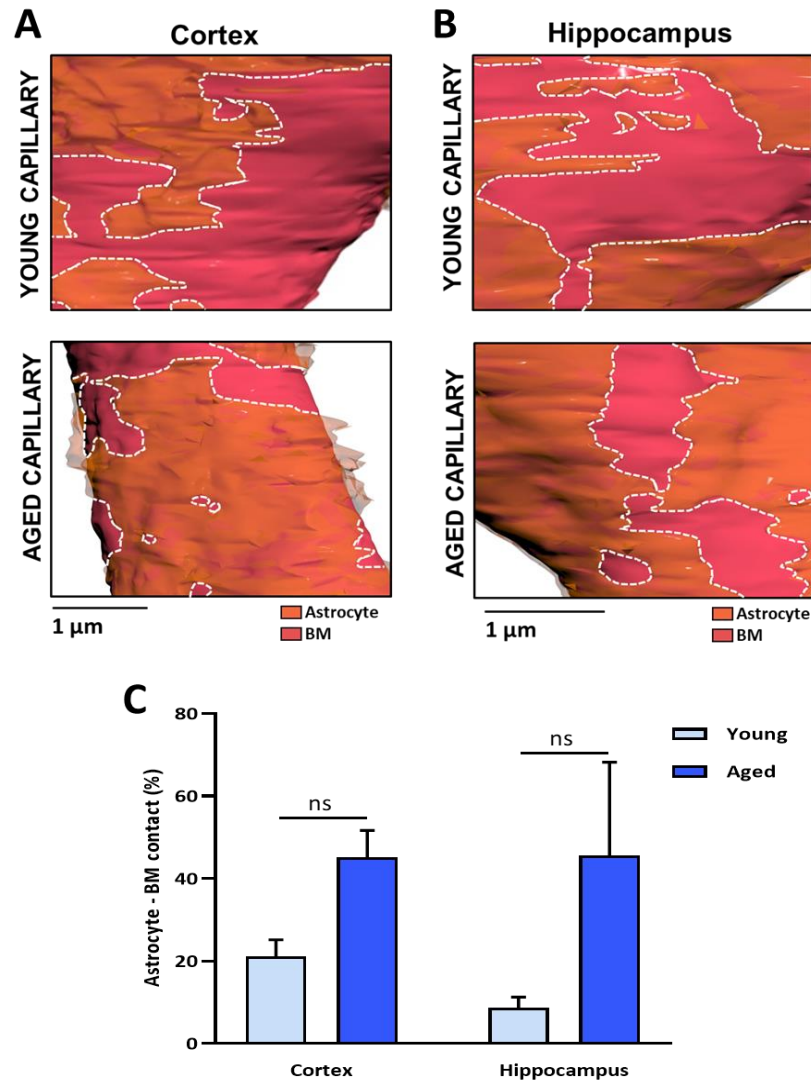 A
Cortex
YOUNG CAPILLARY
AGED CAPILLARY
1 µm
Astrocyte
BM
B
Hippocampus
YOUNG CAPILLARY
AGED CAPILLARY
1 µm
Astrocyte
BM
C
Astrocyte - BM contact (%)
80
60
40
20
0
ns
ns
Young
Aged
Cortex
Hippocampus